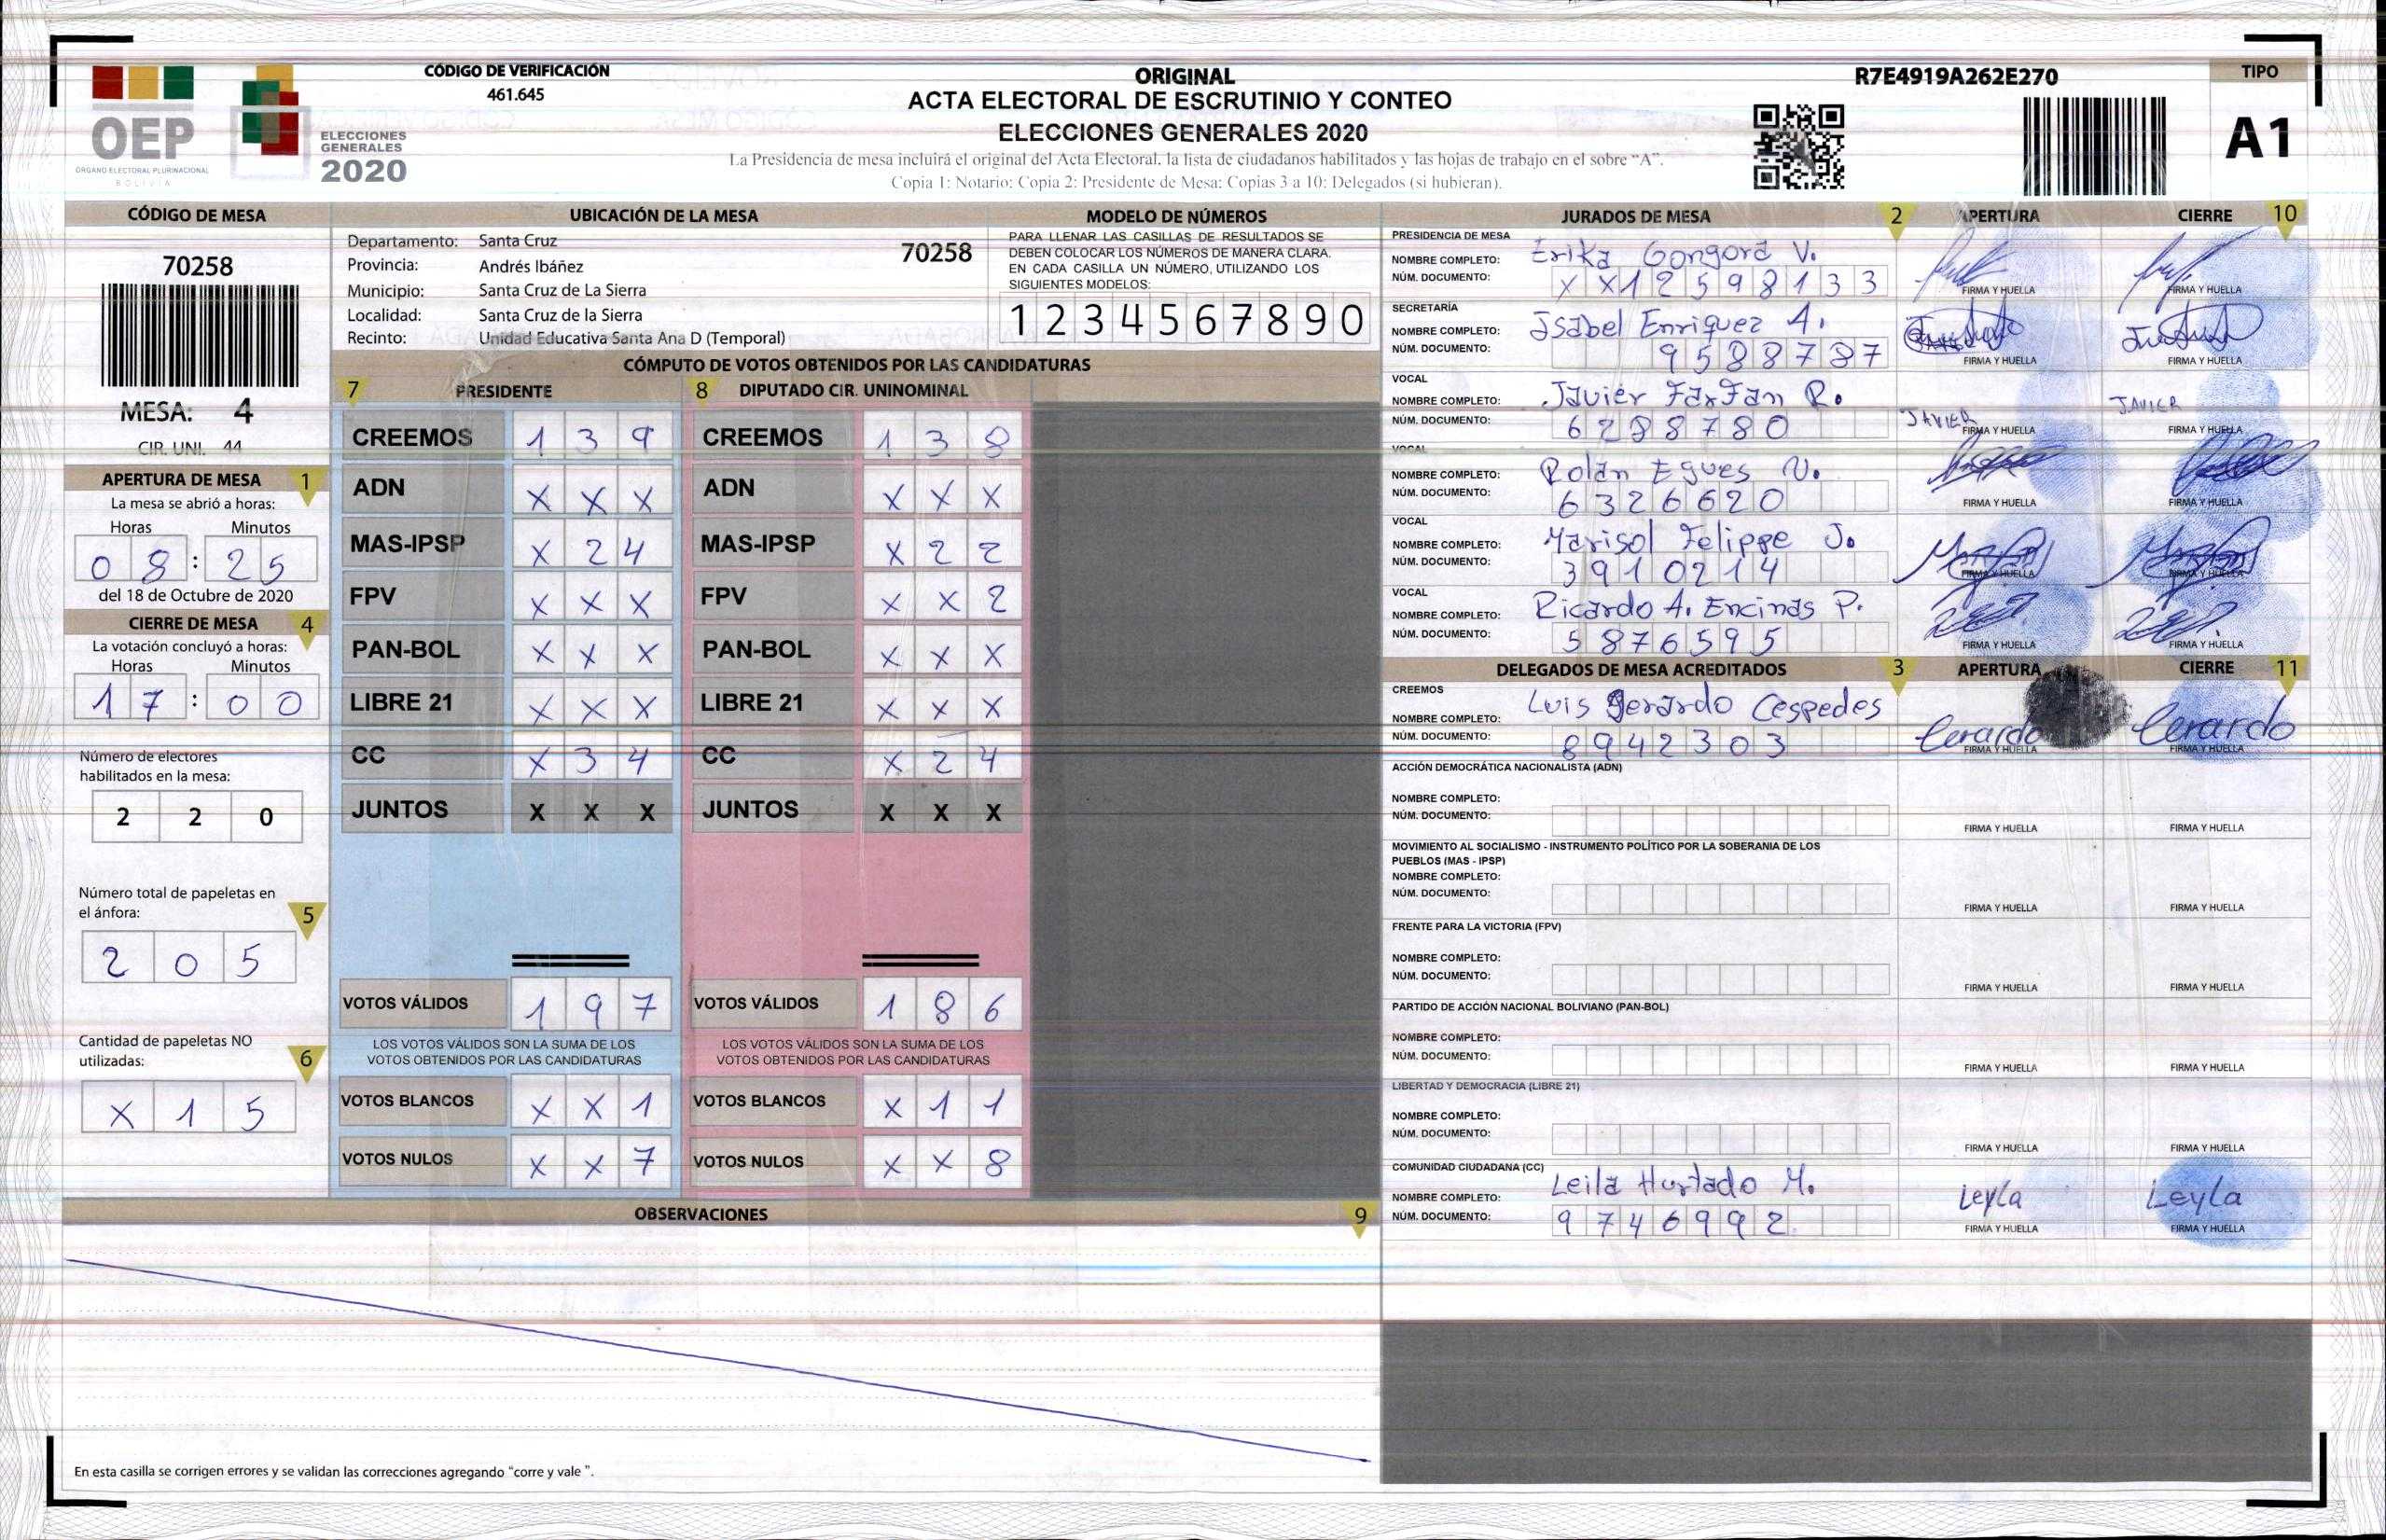 CÓDIGO DE VERIFICACIÓN
461.645
OEP
ÓRGANO ELECTORAL PLURINACIONAL
BOLIVIA
ELECCIONES
GENERALES
2020
ORIGINAL
ACTA ELECTORAL DE ESCRUTINIO Y CONTEO
ELECCIONES GENERALES 2020
La Presidencia de mesa incluirá el original del Acta Electoral, la lista de ciudadanos habilitados y las hojas de trabajo en el sobre “A”.
Copia 1: Notario; Copia 2: Presidente de Mesa; Copias 3 a 10: Delegados (si hubieran).
R7E4919A262E270
TIPO
A1
CÓDIGO DE MESA
70258
MESA: 4
CIR. UNI. 44
UBICACIÓN DE LA MESA
Departamento: Santa Cruz
70258
Provincia: Andrés Ibáñez
Municipio: Santa Cruz de La Sierra
Localidad: Santa Cruz de la Sierra
Recinto: Unidad Educativa Santa Ana D (Temporal)
MODELO DE NÚMEROS
PARA LLENAR LAS CASILLAS DE RESULTADOS SE
DEBEN COLOCAR LOS NÚMEROS DE MANERA CLARA.
EN CADA CASILLA UN NÚMERO, UTILIZANDO LOS
SIGUIENTES MODELOS:
1 2 3 4 5 6 7 8 9 0
APERTURA DE MESA 1
La mesa se abrió a horas:
Horas Minutos
0 8 : 2 5
del 18 de Octubre de 2020
CIERRE DE MESA 4
La votación concluyó a horas:
Horas Minutos
1 7 : 0 0
Número de electores
habilitados en la mesa:
2 2 0
Número total de papeletas en
el ánfora: 5
2 0 5
Cantidad de papeletas NO
utilizadas: 6
X 1 5
CÓMPUTO DE VOTOS OBTENIDOS POR LAS CANDIDATURAS
7 PRESIDENTE
CREEMOS 1 3 9
ADN X X X
MAS-IPSP X 2 4
FPV X X X
PAN-BOL X X X
LIBRE 21 X X X
CC X 3 4
JUNTOS X X X
VOTOS VÁLIDOS 1 9 7
LOS VOTOS VÁLIDOS SON LA SUMA DE LOS
VOTOS OBTENIDOS POR LAS CANDIDATURAS
VOTOS BLANCOS X X 1
VOTOS NULOS X X 7
8 DIPUTADO CIR. UNINOMINAL
CREEMOS 1 3 8
ADN X X X
MAS-IPSP X 2 2
FPV X X 2
PAN-BOL X X X
LIBRE 21 X X X
CC X 2 4
JUNTOS X X X
VOTOS VÁLIDOS 1 8 6
LOS VOTOS VÁLIDOS SON LA SUMA DE LOS
VOTOS OBTENIDOS POR LAS CANDIDATURAS
VOTOS BLANCOS X 1 1
VOTOS NULOS X X 8
OBSERVACIONES 9
En esta casilla se corrigen errores y se validan las correcciones agregando “corre y vale ”.
JURADOS DE MESA 2 APERTURA CIERRE 10
PRESIDENCIA DE MESA
NOMBRE COMPLETO: Erika Gongora V.
NÚM. DOCUMENTO: X X 1 2 5 9 8 1 3 3
FIRMA Y HUELLA FIRMA Y HUELLA
SECRETARÍA
NOMBRE COMPLETO: Isabel Enriquez A.
NÚM. DOCUMENTO: 9 5 8 8 7 8 7
FIRMA Y HUELLA FIRMA Y HUELLA
VOCAL
NOMBRE COMPLETO: Javier Farfan R.
NÚM. DOCUMENTO: 6 2 8 8 7 8 0
JAVIER JAVIER
FIRMA Y HUELLA FIRMA Y HUELLA
VOCAL
NOMBRE COMPLETO: Rolan Egues V.
NÚM. DOCUMENTO: 6 3 2 6 6 2 0
FIRMA Y HUELLA FIRMA Y HUELLA
VOCAL
NOMBRE COMPLETO: Marisol Felippe J.
NÚM. DOCUMENTO: 3 9 1 0 2 1 4
FIRMA Y HUELLA FIRMA Y HUELLA
VOCAL
NOMBRE COMPLETO: Ricardo A. Encinas P.
NÚM. DOCUMENTO: 5 8 7 6 5 9 5
FIRMA Y HUELLA FIRMA Y HUELLA
DELEGADOS DE MESA ACREDITADOS 3 APERTURA CIERRE 11
CREEMOS
NOMBRE COMPLETO: Luis Gerardo Cespedes
NÚM. DOCUMENTO: 8 9 4 2 3 0 3
Gerardo Gerardo
FIRMA Y HUELLA FIRMA Y HUELLA
ACCIÓN DEMOCRÁTICA NACIONALISTA (ADN)
NOMBRE COMPLETO:
NÚM. DOCUMENTO:
FIRMA Y HUELLA FIRMA Y HUELLA
MOVIMIENTO AL SOCIALISMO - INSTRUMENTO POLÍTICO POR LA SOBERANIA DE LOS
PUEBLOS (MAS - IPSP)
NOMBRE COMPLETO:
NÚM. DOCUMENTO:
FIRMA Y HUELLA FIRMA Y HUELLA
FRENTE PARA LA VICTORIA (FPV)
NOMBRE COMPLETO:
NÚM. DOCUMENTO:
FIRMA Y HUELLA FIRMA Y HUELLA
PARTIDO DE ACCIÓN NACIONAL BOLIVIANO (PAN-BOL)
NOMBRE COMPLETO:
NÚM. DOCUMENTO:
FIRMA Y HUELLA FIRMA Y HUELLA
LIBERTAD Y DEMOCRACIA (LIBRE 21)
NOMBRE COMPLETO:
NÚM. DOCUMENTO:
FIRMA Y HUELLA FIRMA Y HUELLA
COMUNIDAD CIUDADANA (CC)
NOMBRE COMPLETO: Leila Hurtado M.
NÚM. DOCUMENTO: 9 7 4 6 9 9 2
Leyla Leyla
FIRMA Y HUELLA FIRMA Y HUELLA